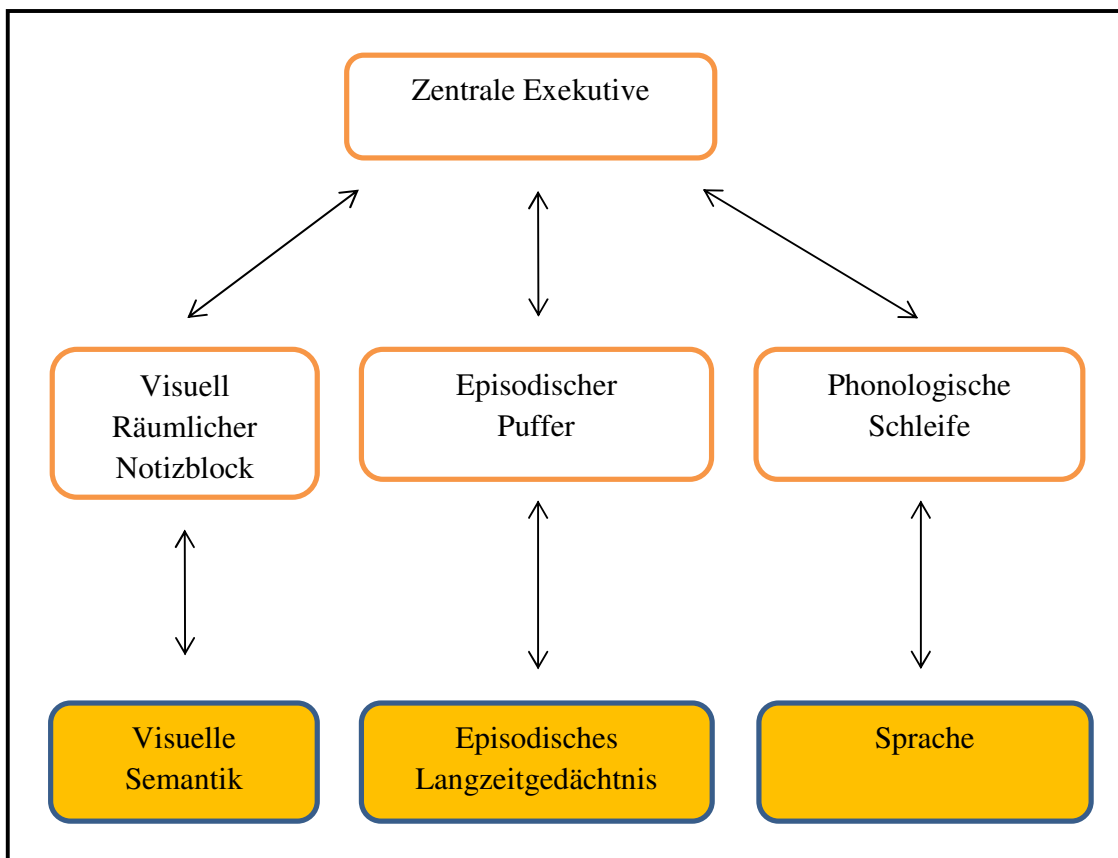 Zentrale Exekutive
Visuell
Räumlicher
Notizblock
Episodischer
Puffer
Phonologische
Schleife
Visuelle
Semantik
Episodisches
Langzeitgedächtnis
Sprache